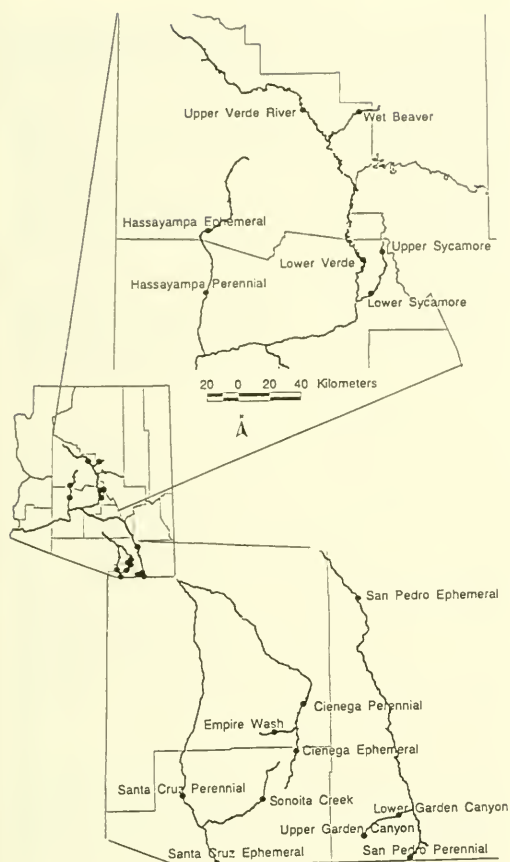 Upper Verde River
Wet Beaver
Hassayampa Ephemeral
Upper Sycamore
Lower Verde
Hassayampa Perennial
Lower Sycamore
20 0 20 40 Kilometers
San Pedro Ephemeral
Cienega Perennial
Empire Wash
Cienega Ephemeral
Santa Cruz Perennial
Sonoita Creek
Lower Garden Canyon
Upper Garden Canyon
Santa Cruz Ephemeral
San Pedro Perennial